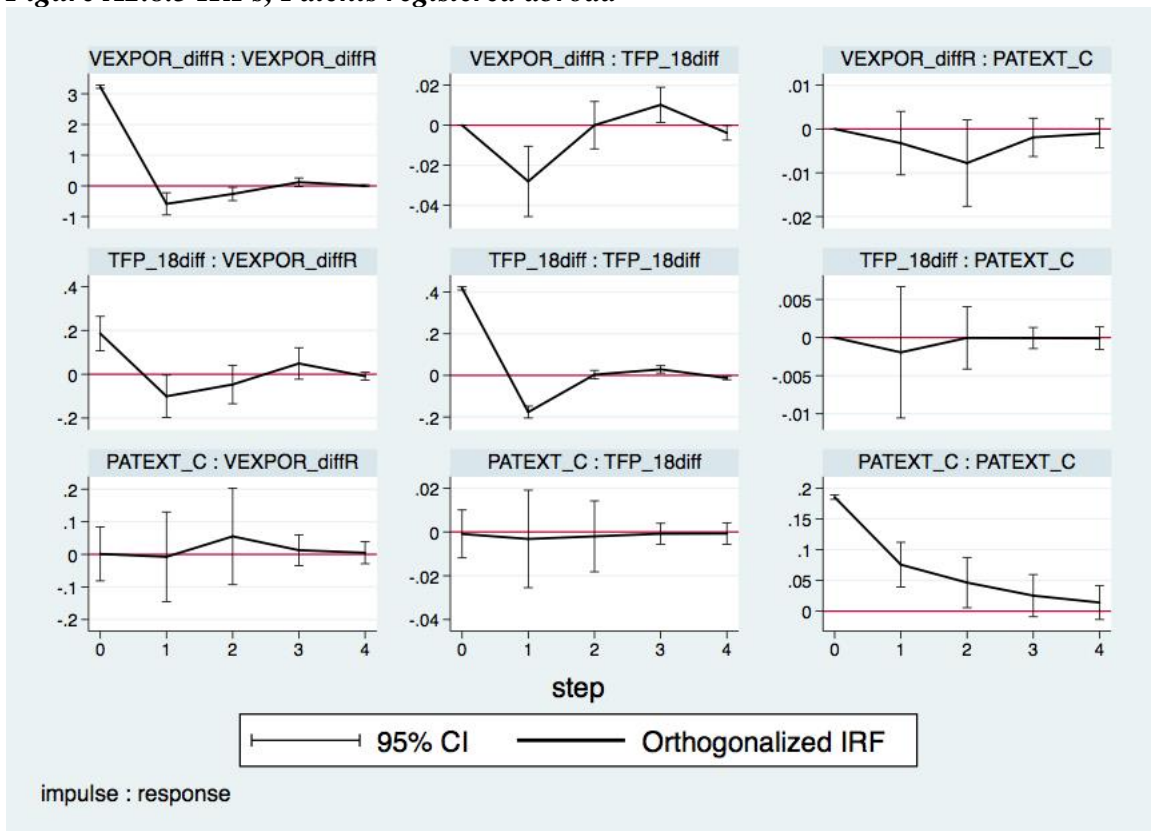 VEXPOR_diffR : VEXPOR_diffR
VEXPOR_diffR : TFP_18diff
VEXPOR_diffR : PATEXT_C
3
2
1
0
-1
.02
0
-.02
-.04
.01
0
-.01
-.02
TFP_18diff : VEXPOR_diffR
TFP_18diff : TFP_18diff
TFP_18diff : PATEXT_C
.4
.2
0
-.2
.4
.2
0
-.2
.005
0
-.005
-.01
PATEXT_C : VEXPOR_diffR
PATEXT_C : TFP_18diff
PATEXT_C : PATEXT_C
.2
.1
0
-.1
-.2
.02
0
-.02
-.04
.2
.15
.1
.05
0
0 1 2 3 4
0 1 2 3 4
0 1 2 3 4
step
95% CI
Orthogonalized IRF
impulse : response